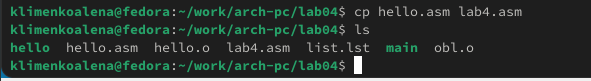 klimenkoalena@fedora:~/work/arch-pc/lab04$ cp hello.asm lab4.asm
klimenkoalena@fedora:~/work/arch-pc/lab04$ ls
hello  hello.asm  hello.o  lab4.asm  list.lst  main  obl.o
klimenkoalena@fedora:~/work/arch-pc/lab04$